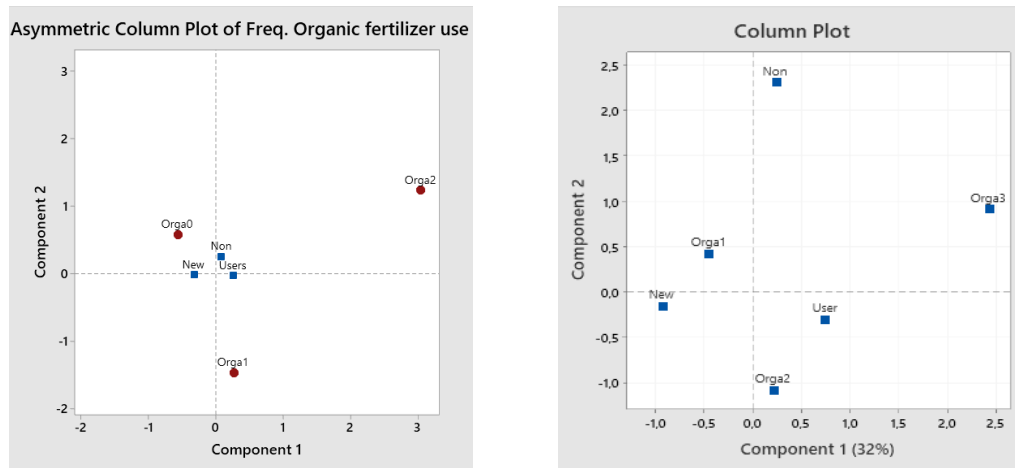 Asymmetric Column Plot of Freq. Organic fertilizer use
3
2
1
0
-1
-2
Component 2
Orga2
Orga0
Non
New
Users
Orga1
-2
-1
0
1
2
3
Component 1
Column Plot
2,5
2,0
1,5
1,0
0,5
0,0
-0,5
-1,0
Component 2
Non
Orga3
Orga1
New
User
Orga2
-1,0
-0,5
0,0
0,5
1,0
1,5
2,0
2,5
Component 1 (32%)